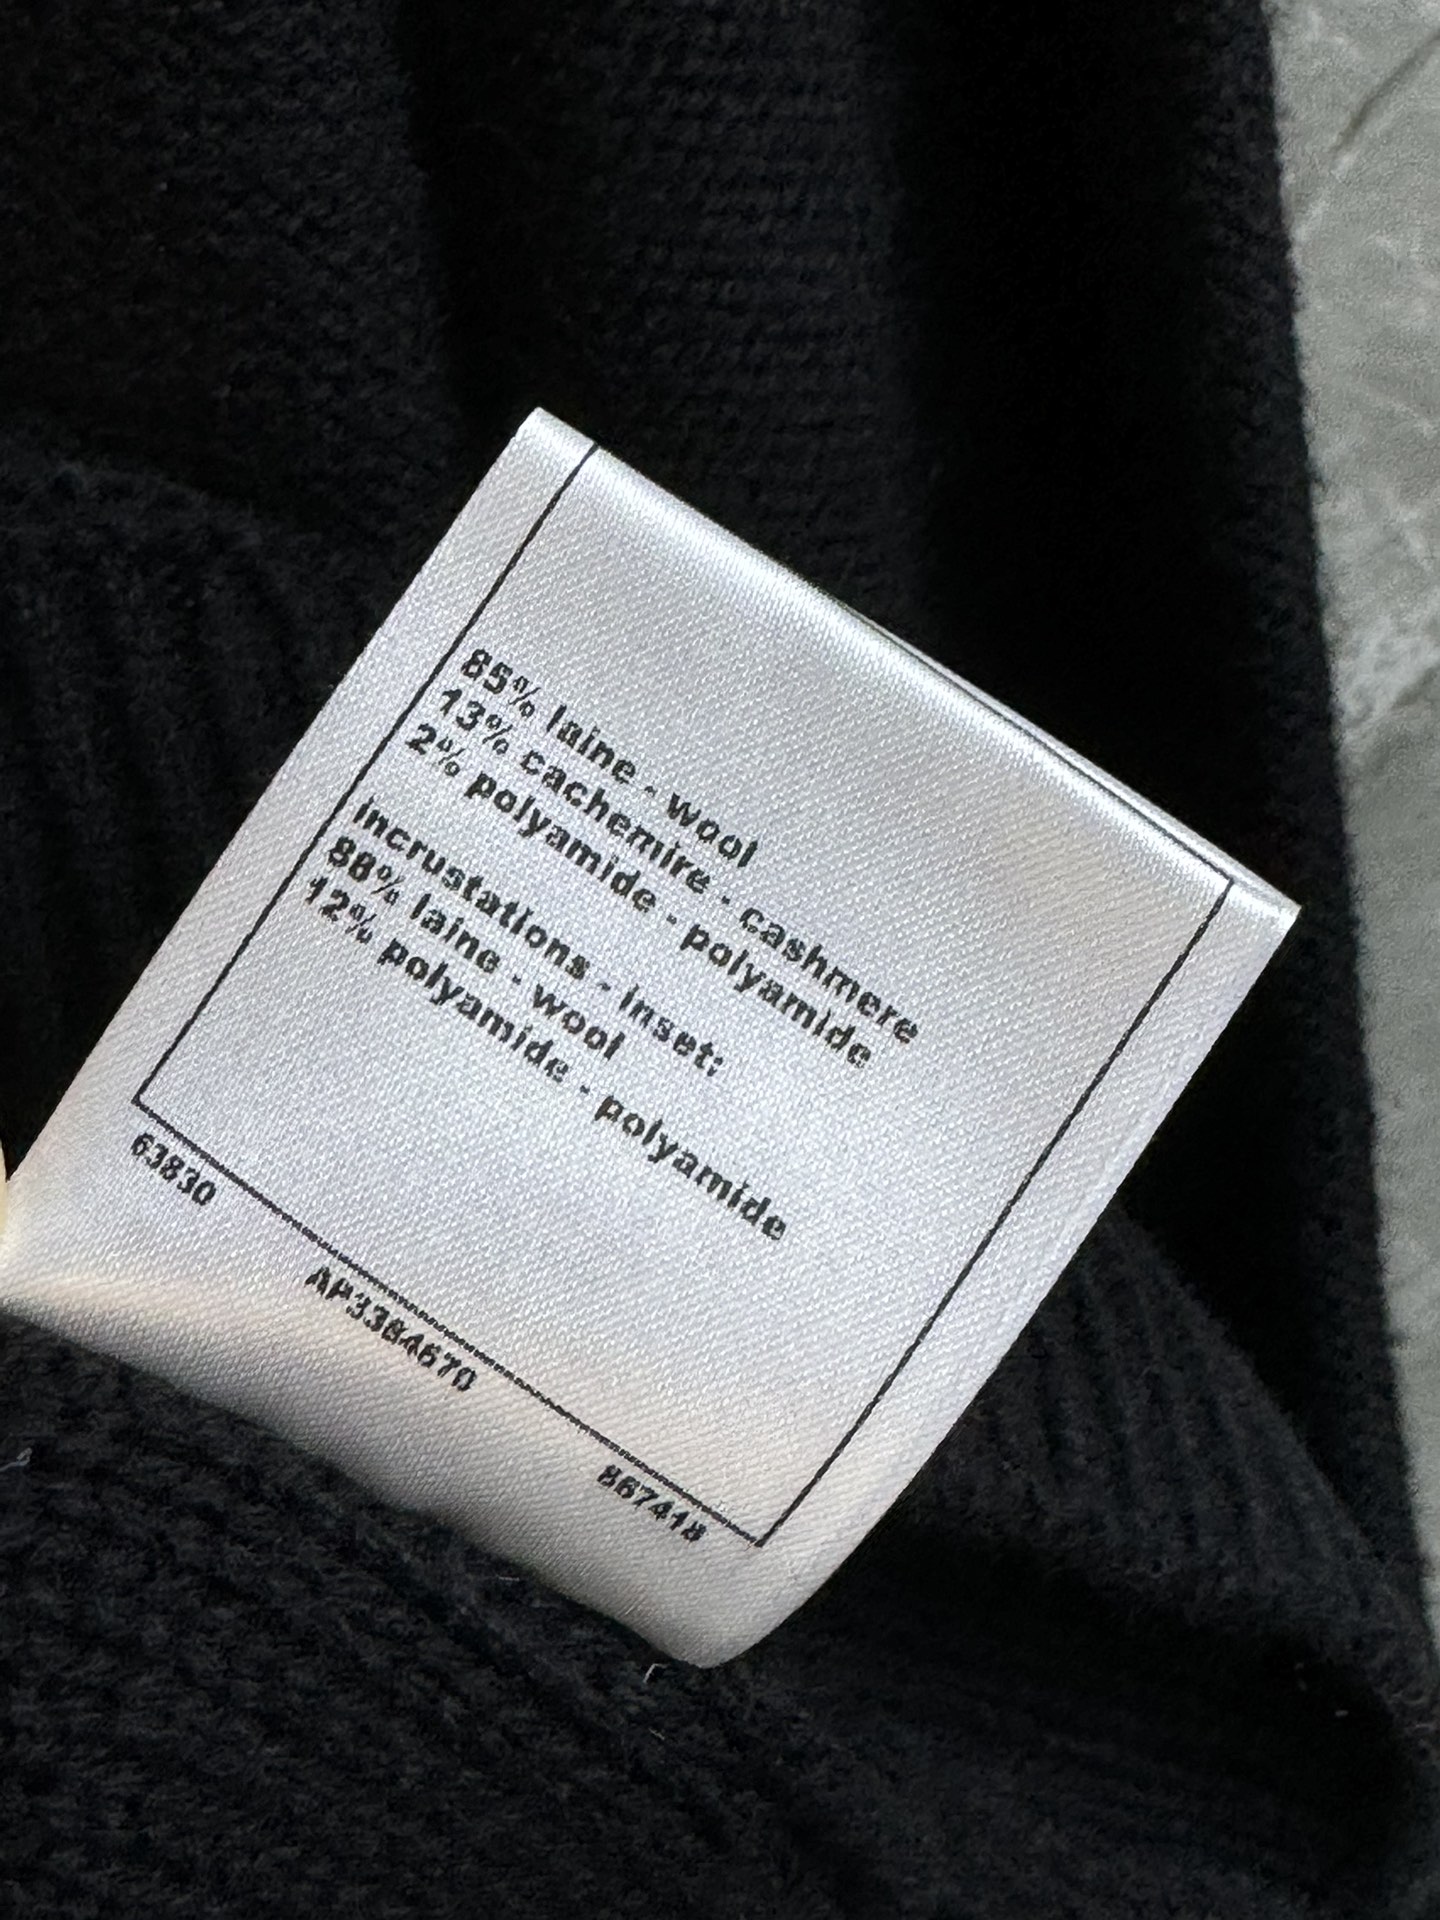 85% laine - wool
13% cachemire - cashmere
2% polyamide - polyamide
incrustations - inset:
88% laine - wool
12% polyamide - polyamide
63830
AP3384670
867418